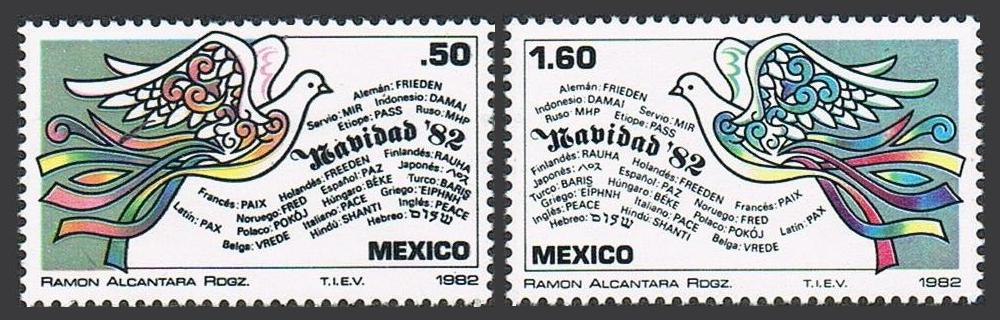 .50
Alemán: FRIEDEN
Indonesio: DAMAI
Servio: MIR
Ruso: МНР
Etiope: PASS
Navidad '82
Finlandés: RAUHA
Holandés: FREEDEN
Japonés:
Español: PAZ
Turco: BARIS
Francés: PAIX
Noruego: FRED
Húngaro: BÉKE
Griego: EIPHNH
Polaco: POKÓJ
Italiano: PACE
Inglés: PEACE
Latín: PAX
Belga: VREDE
Hindú: SHANTI
Hebreo: שלום
MEXICO
RAMON ALCANTARA RDGZ. T.I.E.V. 1982
1.60
Alemán: FRIEDEN
Indonesio: DAMAI
Servio: MIR
Ruso: МНР
Etiope: PASS
Navidad '82
Finlandés: RAUHA
Holandés: FREEDEN
Japonés:
Español: PAZ
Turco: BARIS
Húngaro: BÉKE
Noruego: FRED
Francés: PAIX
Griego: EIPHNH
Italiano: PACE
Polaco: POKÓJ
Latín: PAX
Inglés: PEACE
Hindú: SHANTI
Belga: VREDE
Hebreo: שלום
MEXICO
RAMON ALCANTARA RDGZ. T.I.E.V. 1982